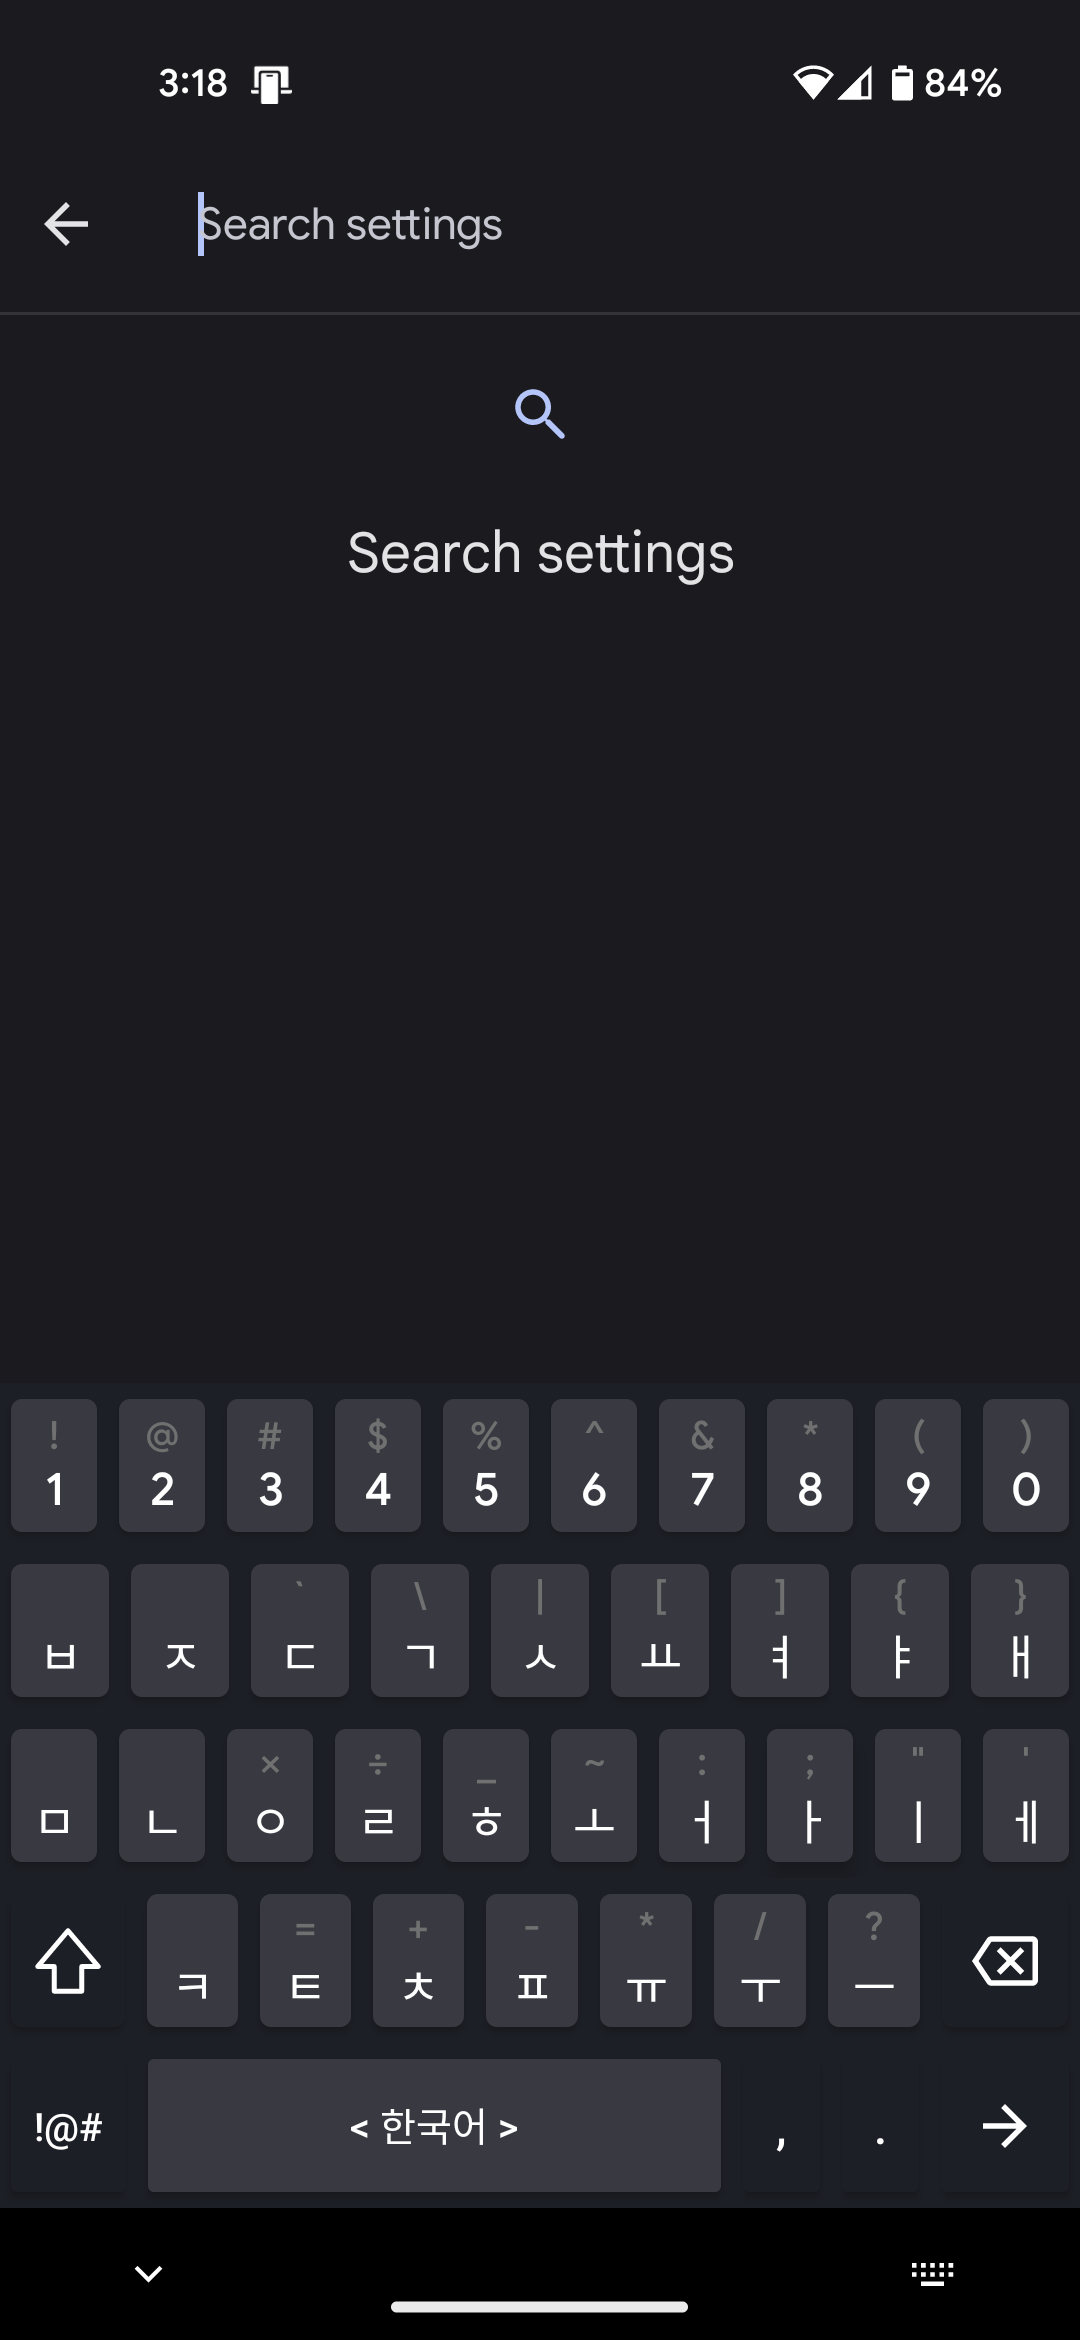 3:18 84%
Search settings
Search settings
! @ # $ % ^ & * ( )
1 2 3 4 5 6 7 8 9 0
` \ | [ ] { }
ㅂ ㅈ ㄷ ㄱ ㅅ ㅛ ㅕ ㅑ ㅐ
× ÷ _ ~ : ; " '
ㅁ ㄴ ㅇ ㄹ ㅎ ㅗ ㅓ ㅏ ㅣ ㅔ
= + - * / ?
ㅋ ㅌ ㅊ ㅍ ㅠ ㅜ ㅡ
!@# < 한국어 > , .